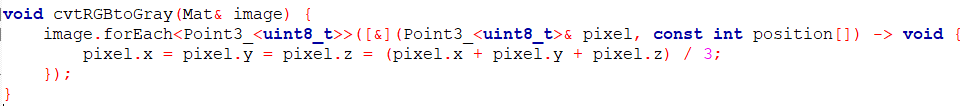 void cvtRGBtoGray(Mat& image) {
    image.forEach<Point3_<uint8_t>>([&](Point3_<uint8_t>& pixel, const int position[]) -> void {
        pixel.x = pixel.y = pixel.z = (pixel.x + pixel.y + pixel.z) / 3;
    });
}